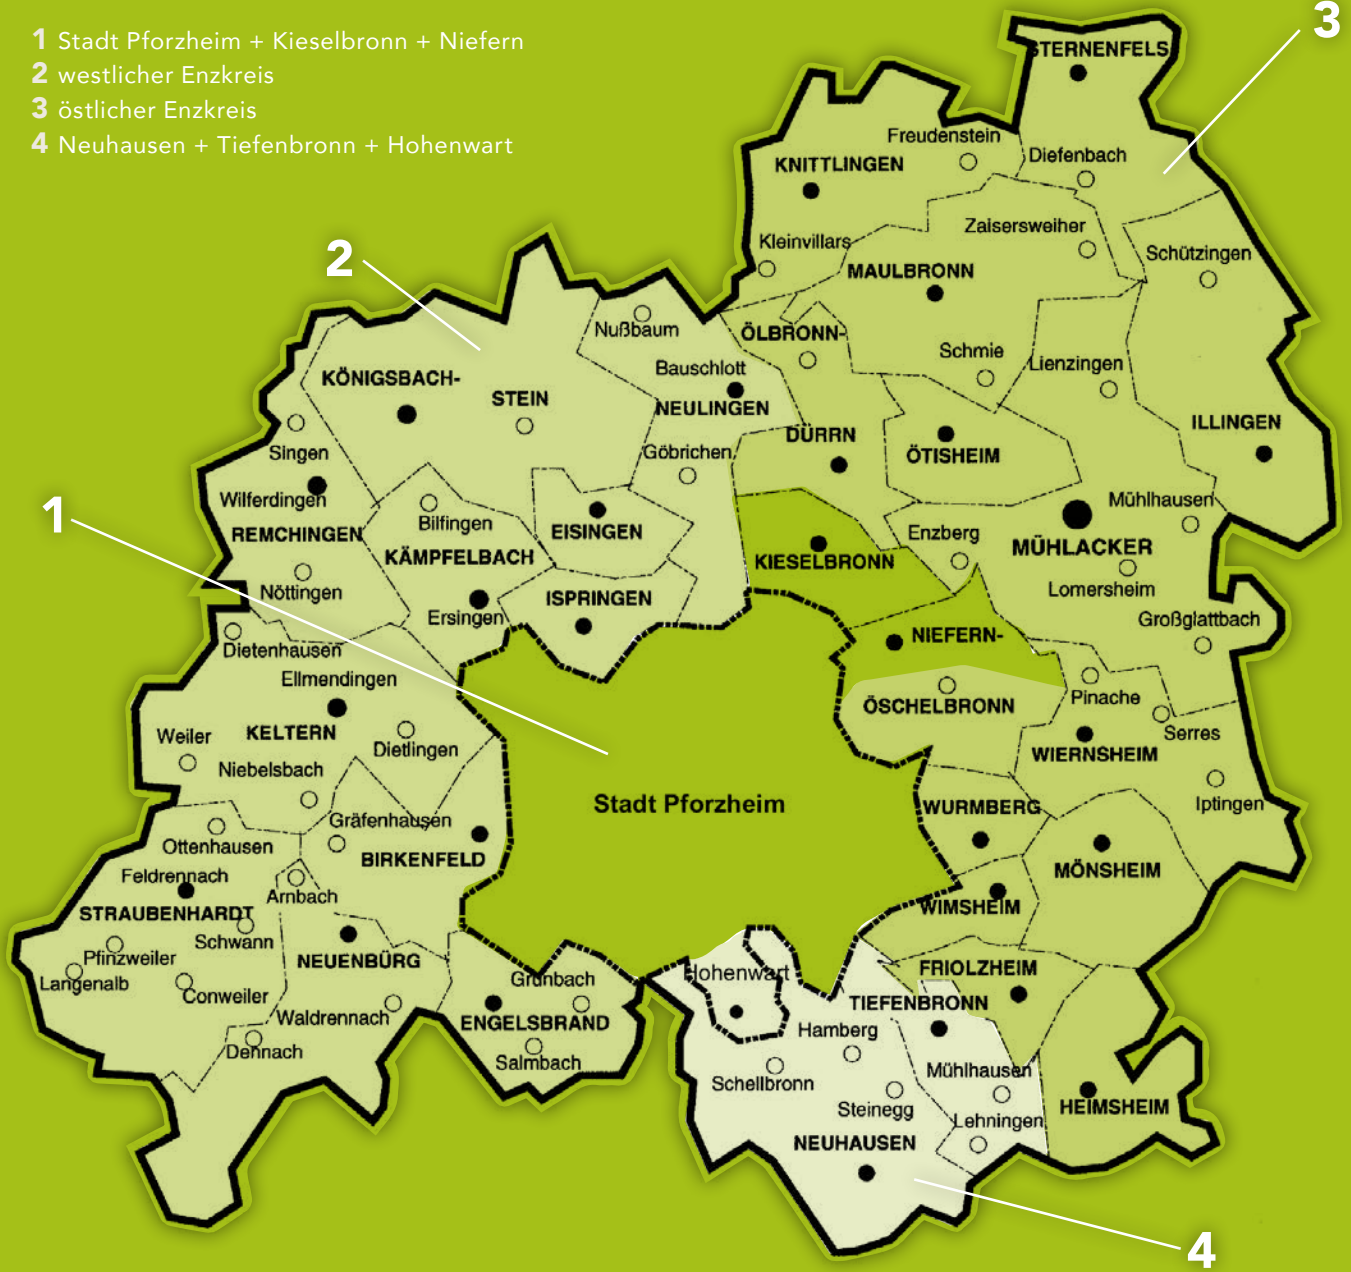 1 Stadt Pforzheim + Kieselbronn + Niefern
2 westlicher Enzkreis
3 östlicher Enzkreis
4 Neuhausen + Tiefenbronn + Hohenwart
3
STERNENFELS
Freudenstein
Diefenbach
KNITTLINGEN
Zaisersweiher
Kleinvillars
Schützingen
2
MAULBRONN
Nußbaum
ÖLBRONN-
Schmie
Lienzingen
Bauschlott
KÖNIGSBACH-
STEIN
NEULINGEN
ILLINGEN
DÜRRN
Singen
Göbrichen
ÖTISHEIM
Wilferdingen
Mühlhausen
1
Bilfingen
REMCHINGEN
EISINGEN
Enzberg
MÜHLACKER
KÄMPFELBACH
KIESELBRONN
Nöttingen
ISPRINGEN
Lomersheim
Ersingen
Großglattbach
NIEFERN-
Dietenhausen
Ellmendingen
Pinache
ÖSCHELBRONN
KELTERN
Weiler
Dietlingen
Serres
WIERNSHEIM
Niebelsbach
Stadt Pforzheim
WURMBERG
Iptingen
Gräfenhausen
Ottenhausen
BIRKENFELD
MÖNSHEIM
Feldrennach
Arnbach
STRAUBENHARDT
WIMSHEIM
Schwann
Pfinzweiler
NEUENBÜRG
FRIOLZHEIM
Langenalb
Grunbach
Hohenwart
Conweiler
TIEFENBRONN
Waldrennach
ENGELSBRAND
Hamberg
Dennach
Salmbach
Mühlhausen
Schellbronn
Steinegg
HEIMSHEIM
Lehningen
NEUHAUSEN
4